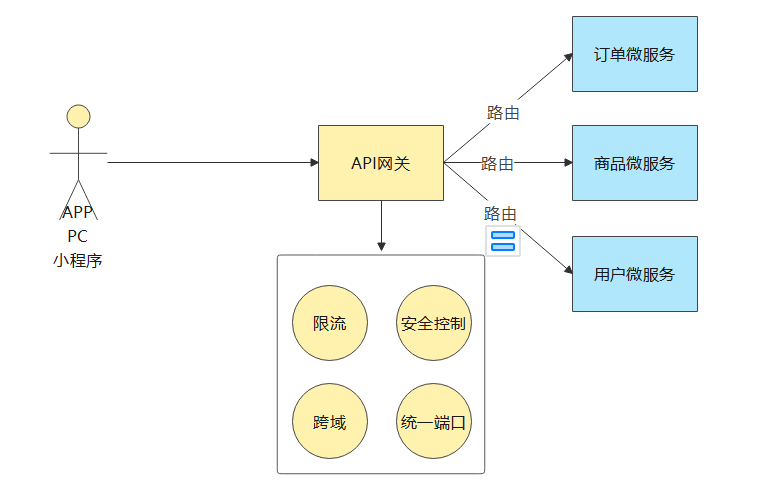 订单微服务
路由
API网关
路由
商品微服务
APP
PC
小程序
路由
用户微服务
限流
安全控制
跨域
统一端口